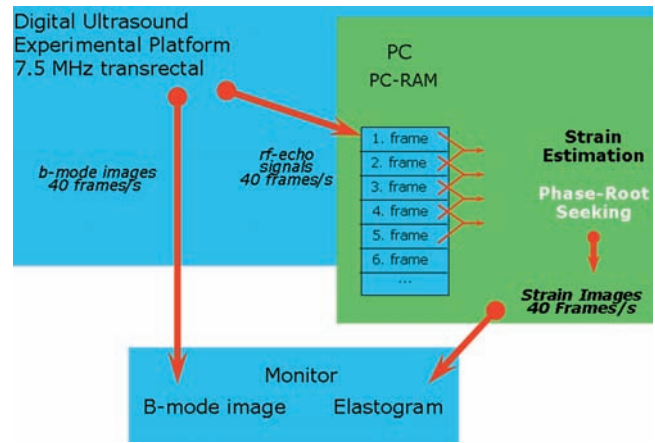 Digital Ultrasound
Experimental Platform
7.5 MHz transrectal
b-mode images
40 frames/s
rf-echo
signals
40 frames/s
PC
PC-RAM
1. frame
2. frame
3. frame
4. frame
5. frame
6. frame
...
Strain
Estimation
Phase-Root
Seeking
Strain Images
40 Frames/s
Monitor
B-mode image
Elastogram